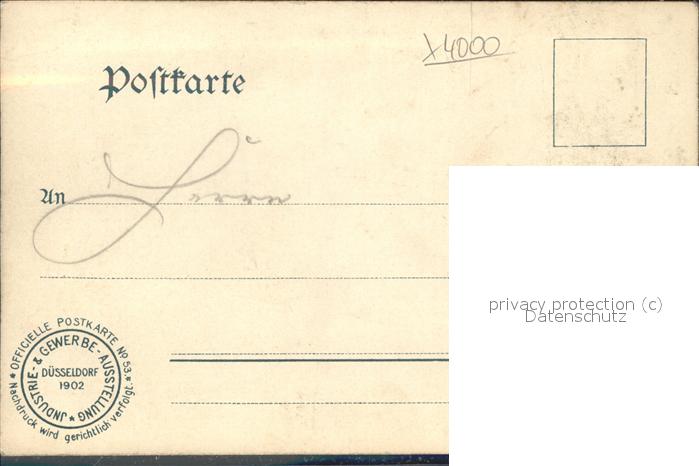 x4000
Postkarte
An Herrn
privacy protection (c)
Datenschutz
* OFFICIELLE POSTKARTE No 53. *
Nachdruck wird gerichtlich verfolgt.
JNDUSTRIE- & GEWERBE-AUSSTELLUNG *
DÜSSELDORF
1902